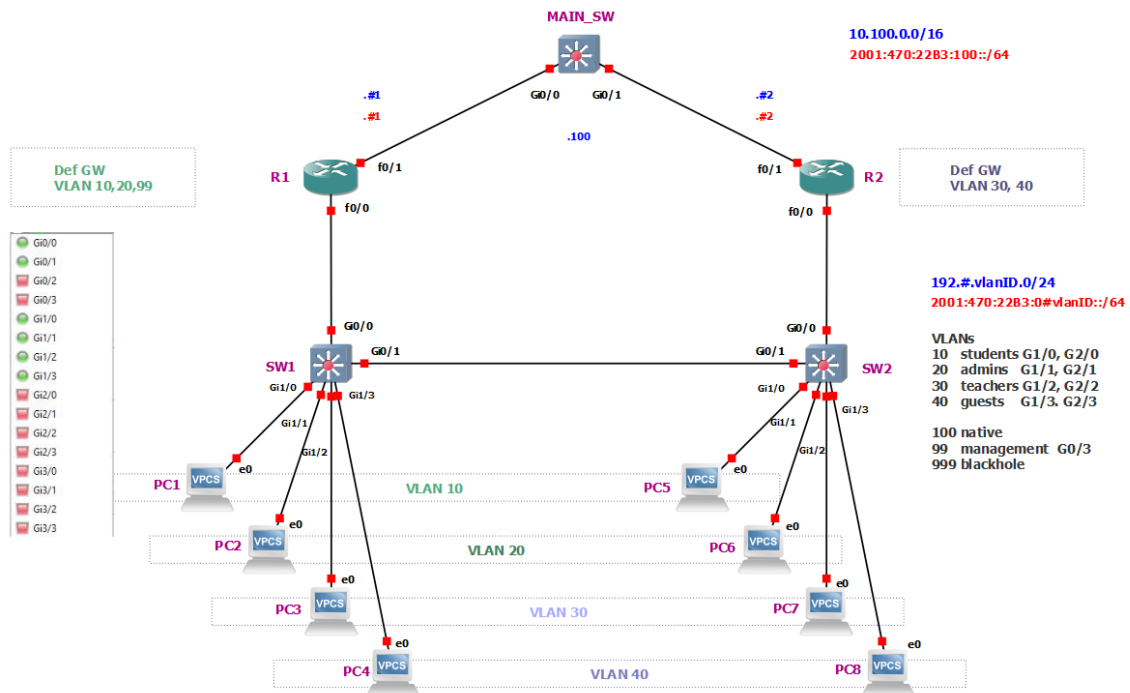 MAIN_SW
10.100.0.0/16
2001:470:22B3:100::/64
Gi0/0
Gi0/1
.#1
.#1
.#2
.#2
.100
Def GW
VLAN 10,20,99
R1
f0/1
f0/0
f0/1
R2
f0/0
Def GW
VLAN 30, 40
Gi0/0
Gi0/1
Gi0/2
Gi0/3
Gi1/0
Gi1/1
Gi1/2
Gi1/3
Gi2/0
Gi2/1
Gi2/2
Gi2/3
Gi3/0
Gi3/1
Gi3/2
Gi3/3
192.#.vlanID.0/24
2001:470:22B3:0#vlanID::/64
VLANs
10 students G1/0, G2/0
20 admins G1/1, G2/1
30 teachers G1/2, G2/2
40 guests G1/3. G2/3
100 native
99 management G0/3
999 blackhole
Gi0/0
SW1
Gi0/1
Gi1/0
Gi1/1
Gi1/2
Gi1/3
Gi0/0
Gi0/1
SW2
Gi1/0
Gi1/1
Gi1/2
Gi1/3
e0
PC1
VPCS
VLAN 10
e0
PC5
VPCS
e0
PC2
VPCS
VLAN 20
e0
PC6
VPCS
e0
PC3
VPCS
VLAN 30
e0
PC7
VPCS
e0
PC4
VPCS
VLAN 40
e0
PC8
VPCS